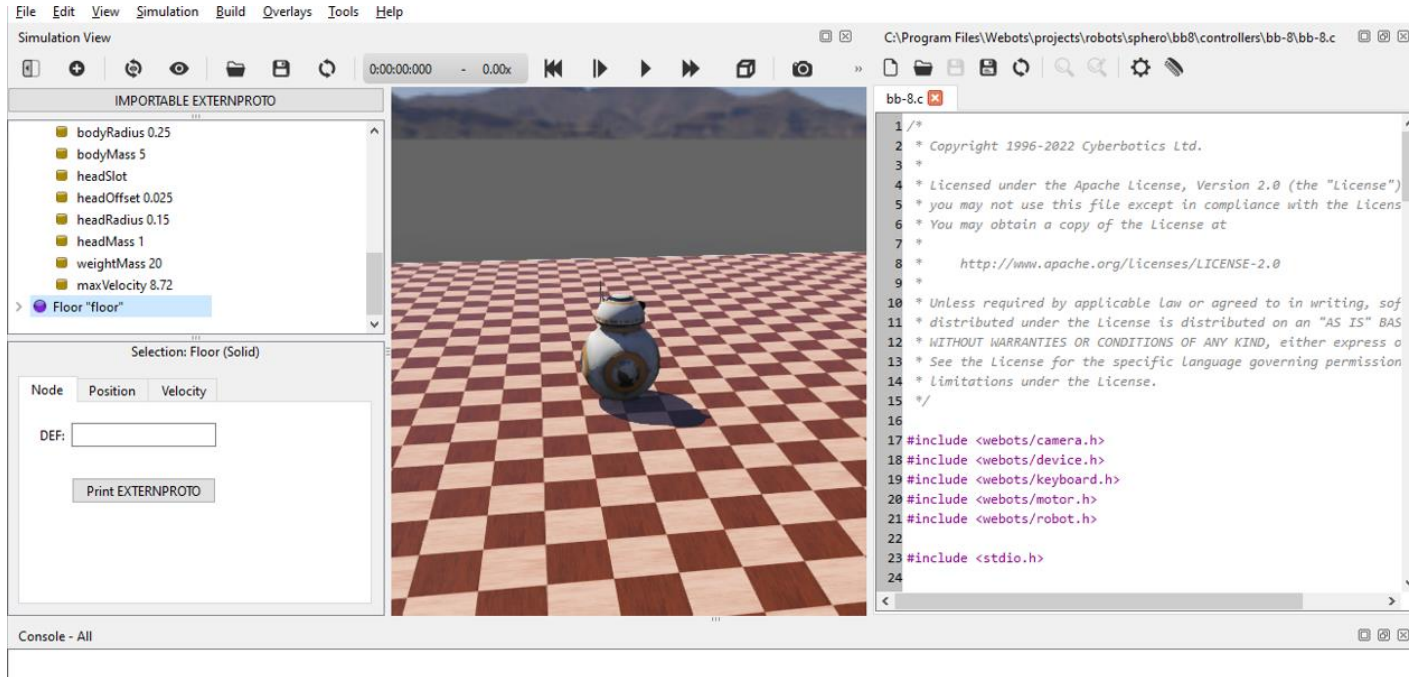 File Edit View Simulation Build Overlays Tools Help
Simulation View
0:00:00:000 - 0.00x
»
IMPORTABLE EXTERNPROTO
bodyRadius 0.25
bodyMass 5
headSlot
headOffset 0.025
headRadius 0.15
headMass 1
weightMass 20
maxVelocity 8.72
Floor "floor"
Selection: Floor (Solid)
Node Position Velocity
DEF:
Print EXTERNPROTO
C:\Program Files\Webots\projects\robots\sphero\bb8\controllers\bb-8\bb-8.c
bb-8.c
1 /*
2 * Copyright 1996-2022 Cyberbotics Ltd.
3 *
4 * Licensed under the Apache License, Version 2.0 (the "License")
5 * you may not use this file except in compliance with the Licens
6 * You may obtain a copy of the License at
7 *
8 * http://www.apache.org/licenses/LICENSE-2.0
9 *
10 * Unless required by applicable law or agreed to in writing, sof
11 * distributed under the License is distributed on an "AS IS" BAS
12 * WITHOUT WARRANTIES OR CONDITIONS OF ANY KIND, either express o
13 * See the License for the specific language governing permission
14 * limitations under the License.
15 */
16
17 #include <webots/camera.h>
18 #include <webots/device.h>
19 #include <webots/keyboard.h>
20 #include <webots/motor.h>
21 #include <webots/robot.h>
22
23 #include <stdio.h>
24
Console - All